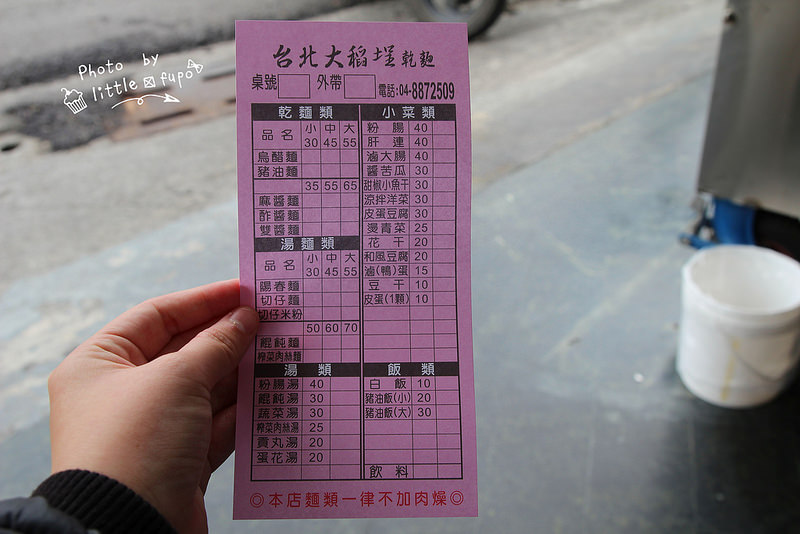 Photo by
little fupo
台北大稻埕乾麵
桌號 外帶 電話:04-8872509
乾麵類
品名 小 中 大
30 45 55
烏醋麵
豬油麵
35 55 65
麻醬麵
酢醬麵
雙醬麵
湯麵類
品名 小 中 大
30 45 55
陽春麵
切仔麵
切仔米粉
50 60 70
餛飩麵
榨菜肉絲麵
湯類
粉腸湯 40
餛飩湯 30
蔬菜湯 30
榨菜肉絲湯 25
貢丸湯 20
蛋花湯 20
小菜類
粉腸 40
肝連 40
滷大腸 40
醬苦瓜 30
甜椒小魚干 30
涼拌洋菜 30
皮蛋豆腐 30
燙青菜 25
花干 20
和風豆腐 20
滷(鴨)蛋 15
豆干 10
皮蛋(1顆) 10
飯類
白飯 10
豬油飯(小) 20
豬油飯(大) 30
飲料
◎本店麵類一律不加肉燥◎